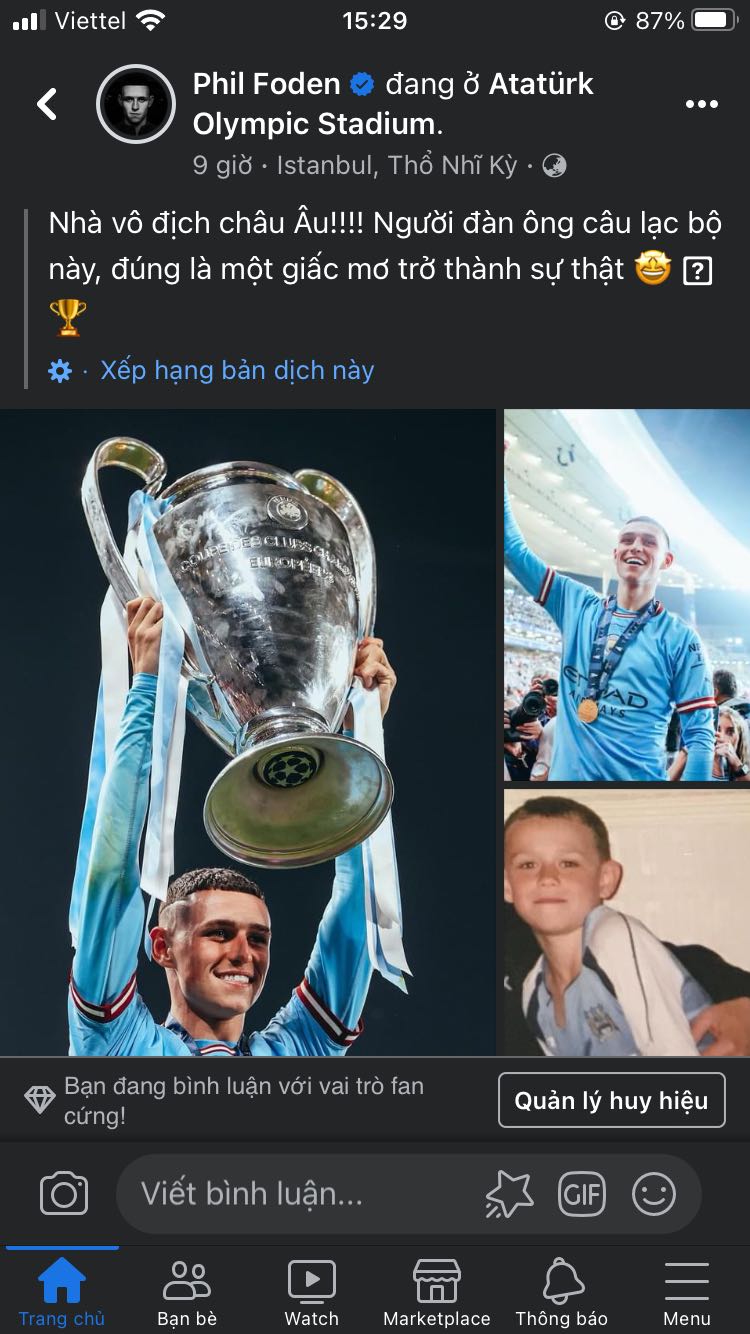 Viettel 15:29 87%
Phil Foden đang ở Atatürk
Olympic Stadium.
9 giờ · Istanbul, Thổ Nhĩ Kỳ ·
Nhà vô địch châu Âu!!!! Người đàn ông câu lạc bộ
này, đúng là một giấc mơ trở thành sự thật 🤩 ⍰
🏆
· Xếp hạng bản dịch này
COUPE DES CLUBS CHAMPIONS
EUROPÉENS
ETIHAD
AIRWAYS
Bạn đang bình luận với vai trò fan
cứng!
Quản lý huy hiệu
Viết bình luận...
GIF
Trang chủ Bạn bè Watch Marketplace Thông báo Menu